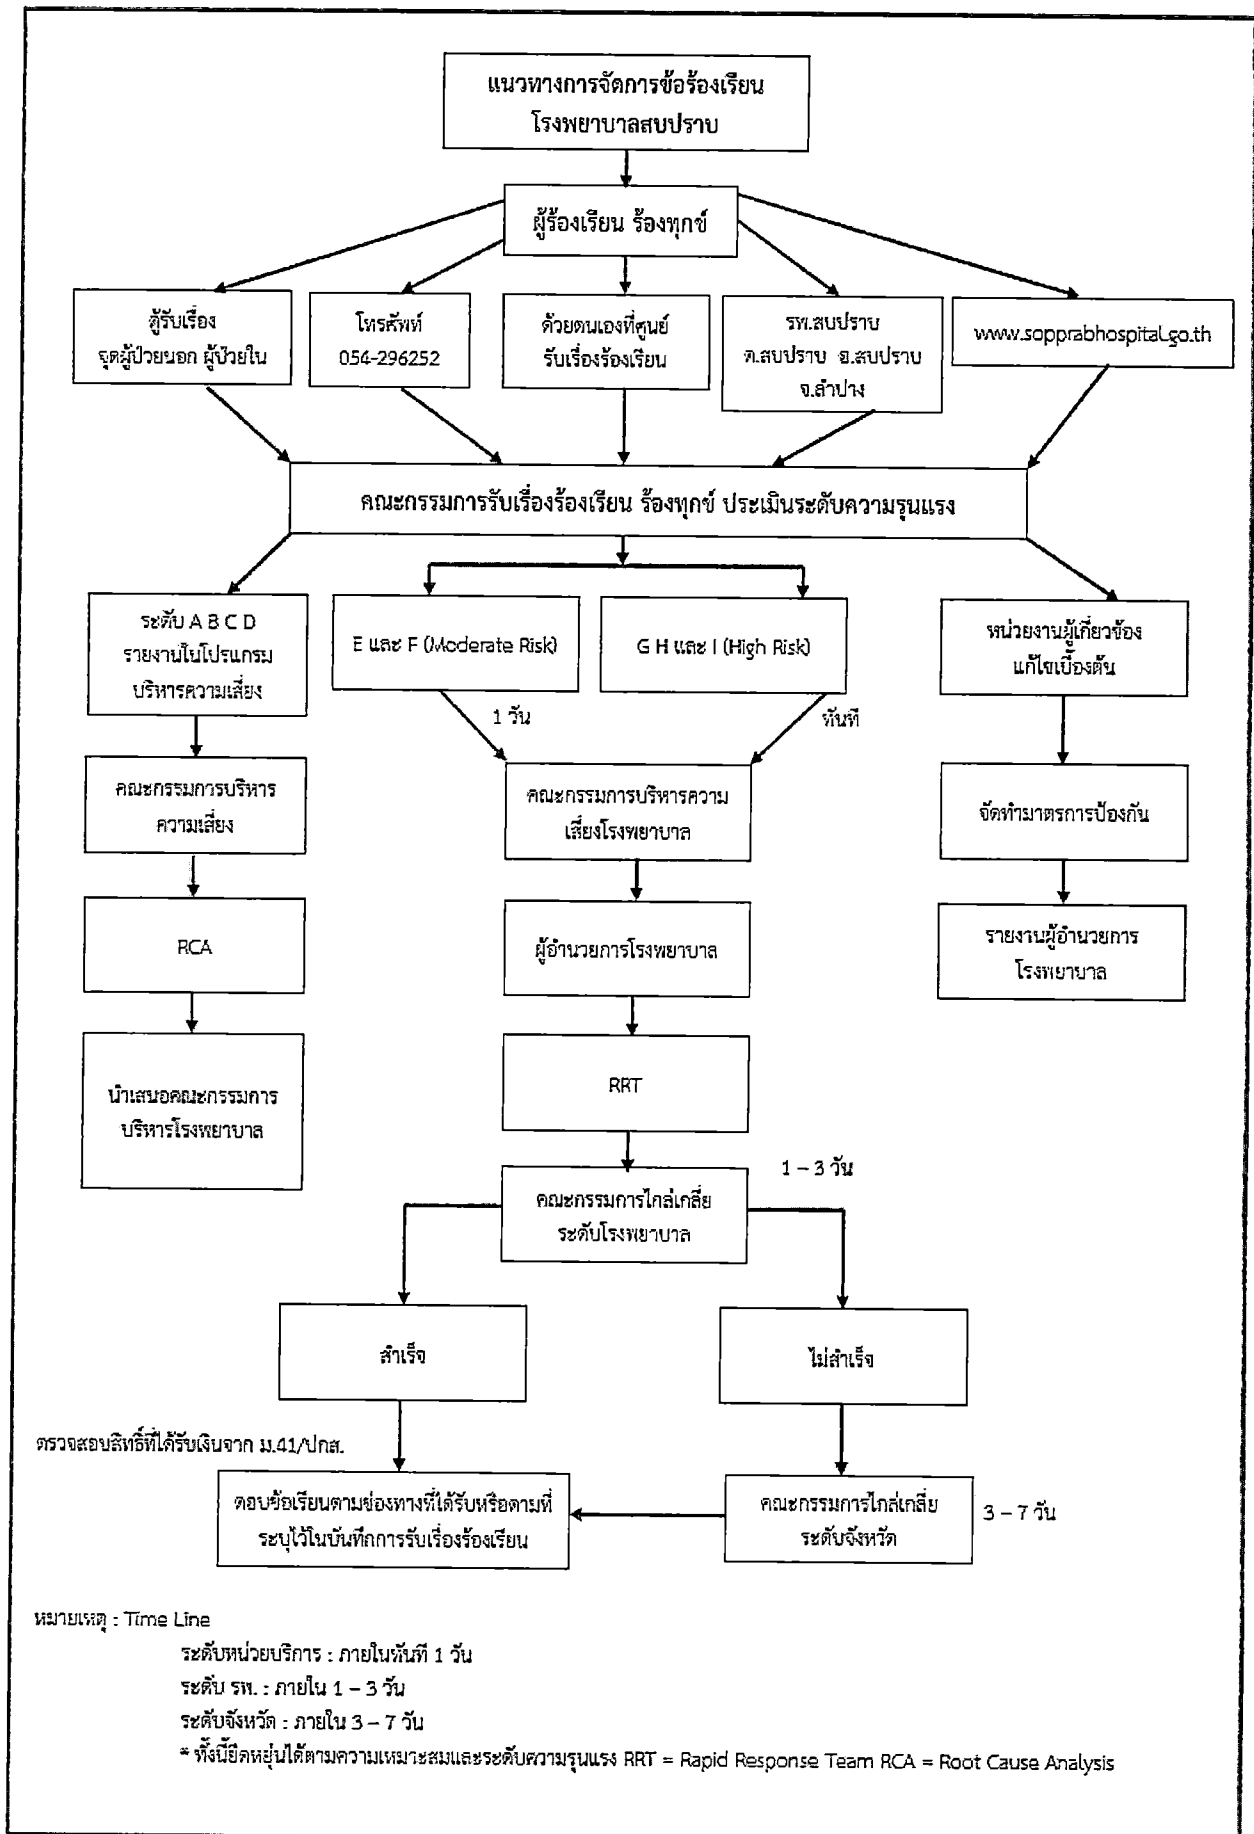 แนวทางการจัดการข้อร้องเรียน
โรงพยาบาลสบปราบ
ผู้ร้องเรียน ร้องทุกข์
ตู้รับเรื่อง
จุดผู้ป่วยนอก ผู้ป่วยใน
โทรศัพท์
054-296252
ด้วยตนเองที่ศูนย์
รับเรื่องร้องเรียน
รพ.สบปราบ
ต.สบปราบ อ.สบปราบ
จ.ลำปาง
www.sopprabhospital.go.th
คณะกรรมการรับเรื่องร้องเรียน ร้องทุกข์ ประเมินระดับความรุนแรง
ระดับ A B C D
รายงานในโปรแกรม
บริหารความเสี่ยง
E และ F (Moderate Risk)
G H และ I (High Risk)
หน่วยงานผู้เกี่ยวข้อง
แก้ไขเบื้องต้น
1 วัน
ทันที
คณะกรรมการบริหาร
ความเสี่ยง
คณะกรรมการบริหารความ
เสี่ยงโรงพยาบาล
จัดทำมาตรการป้องกัน
RCA
ผู้อำนวยการโรงพยาบาล
รายงานผู้อำนวยการ
โรงพยาบาล
นำเสนอคณะกรรมการ
บริหารโรงพยาบาล
RRT
1 – 3 วัน
คณะกรรมการไกล่เกลี่ย
ระดับโรงพยาบาล
สำเร็จ
ไม่สำเร็จ
ตรวจสอบสิทธิ์ที่ได้รับเงินจาก ม.41/ปกส.
ตอบข้อเรียนตามช่องทางที่ได้รับหรือตามที่
ระบุไว้ในบันทึกการรับเรื่องร้องเรียน
คณะกรรมการไกล่เกลี่ย
ระดับจังหวัด
3 – 7 วัน
หมายเหตุ : Time Line
ระดับหน่วยบริการ : ภายในทันที 1 วัน
ระดับ รพ. : ภายใน 1 – 3 วัน
ระดับจังหวัด : ภายใน 3 – 7 วัน
* ทั้งนี้ยืดหยุ่นได้ตามความเหมาะสมและระดับความรุนแรง RRT = Rapid Response Team RCA = Root Cause Analysis